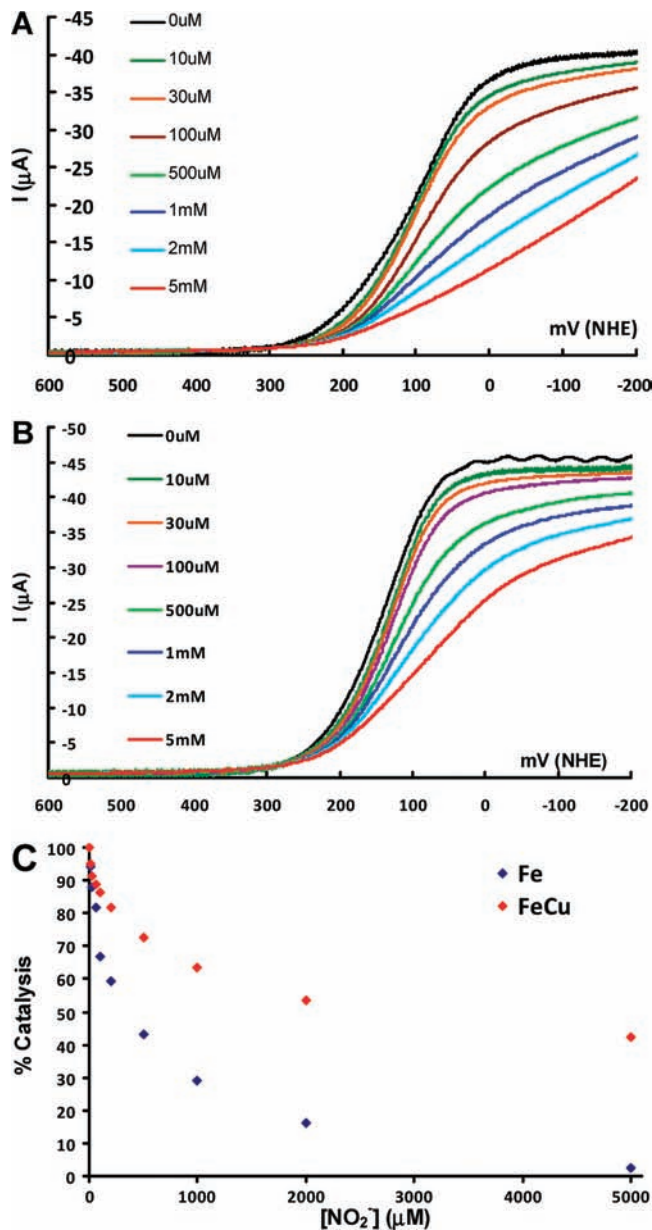 A
I (µA)
-45
-40
-35
-30
-25
-20
-15
-10
-5
0
0uM
10uM
30uM
100uM
500uM
1mM
2mM
5mM
mV (NHE)
600 500 400 300 200 100 0 -100 -200
B
I (µA)
-50
-45
-40
-35
-30
-25
-20
-15
-10
-5
0
0uM
10uM
30uM
100uM
500uM
1mM
2mM
5mM
mV (NHE)
600 500 400 300 200 100 0 -100 -200
C
% Catalysis
100
90
80
70
60
50
40
30
20
10
0
Fe
FeCu
0 1000 2000 3000 4000 5000
[NO₂⁻] (µM)